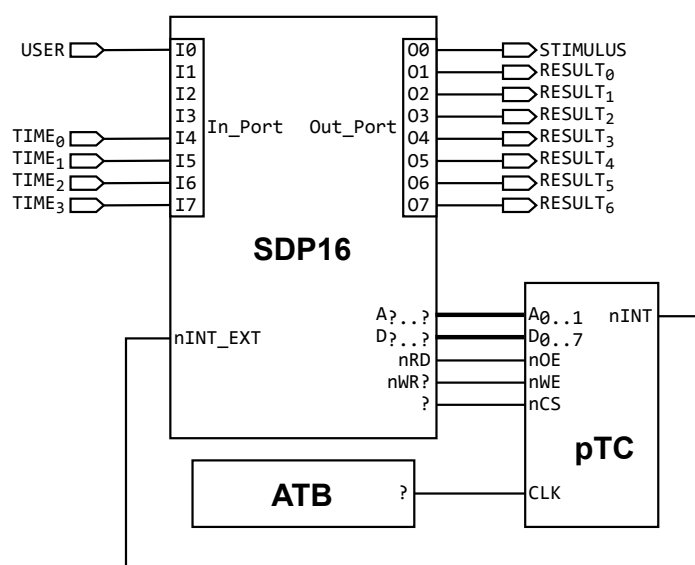 USER I0 O0 STIMULUS
I1 O1 RESULT₀
I2 O2 RESULT₁
I3 O3 RESULT₂
TIME₀ I4 In_Port Out_Port O4 RESULT₃
TIME₁ I5 O5 RESULT₄
TIME₂ I6 O6 RESULT₅
TIME₃ I7 O7 RESULT₆
SDP16
A?..? A₀..₁ nINT
nINT_EXT D?..? D₀..₇
nRD nOE
nWR? nWE
? nCS
pTC
ATB ? CLK